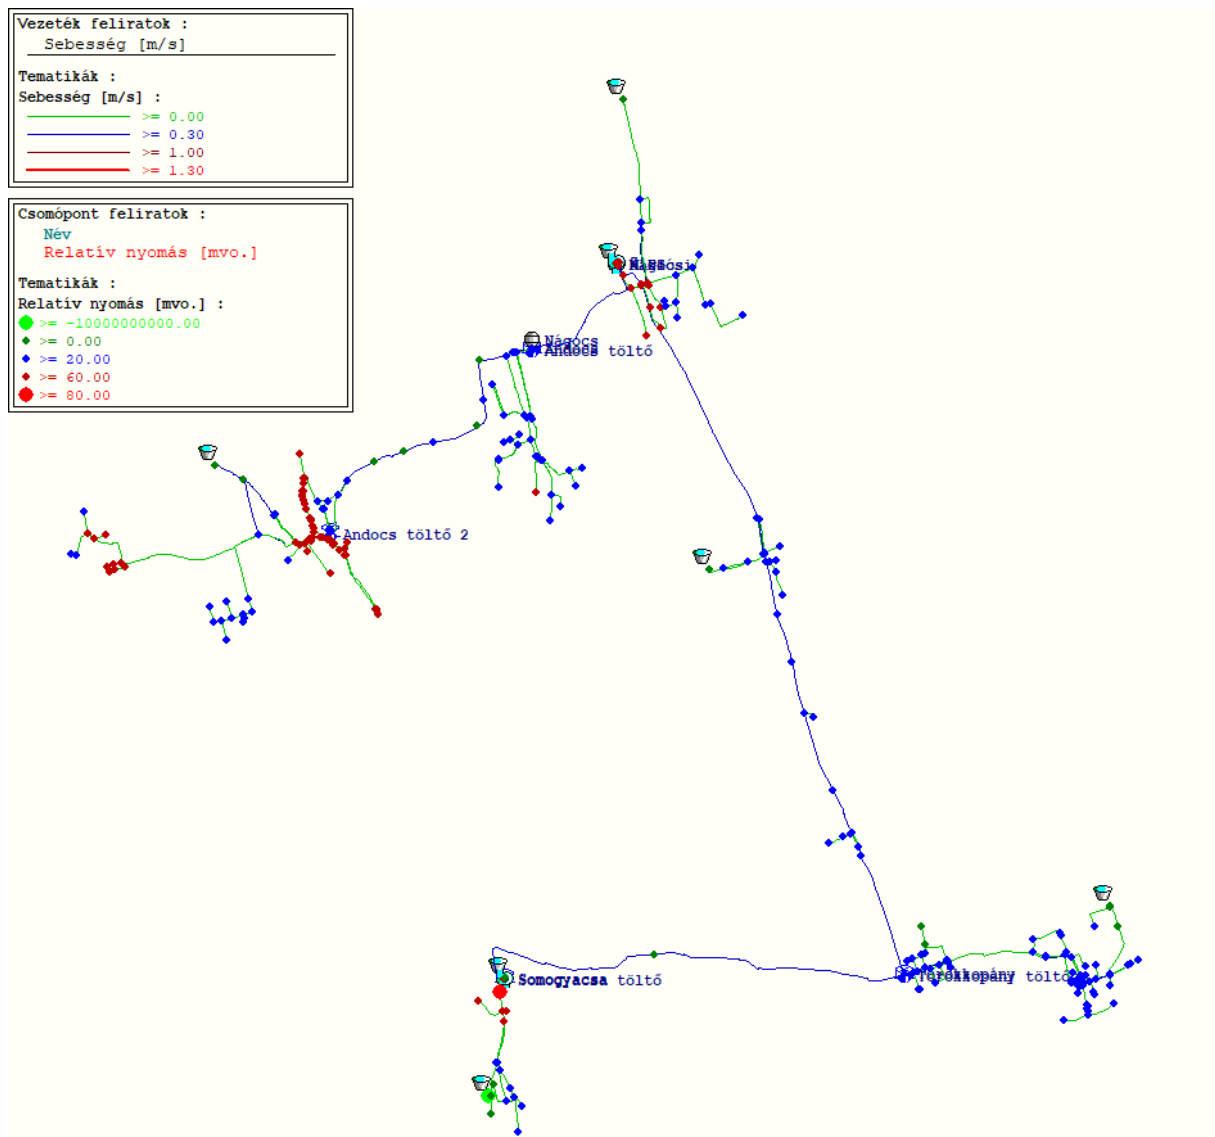 Vezeték feliratok :
Sebesség [m/s]
Tematikák :
Sebesség [m/s] :
>= 0.00
>= 0.30
>= 1.00
>= 1.30
Csomópont feliratok :
Név
Relatív nyomás [mvo.]
Tematikák :
Relatív nyomás [mvo.] :
>= -10000000000.00
>= 0.00
>= 20.00
>= 60.00
>= 80.00
Nágocs
Andocs töltő
Andocs töltő 2
Somogyacsa töltő
Törökkopány töltő